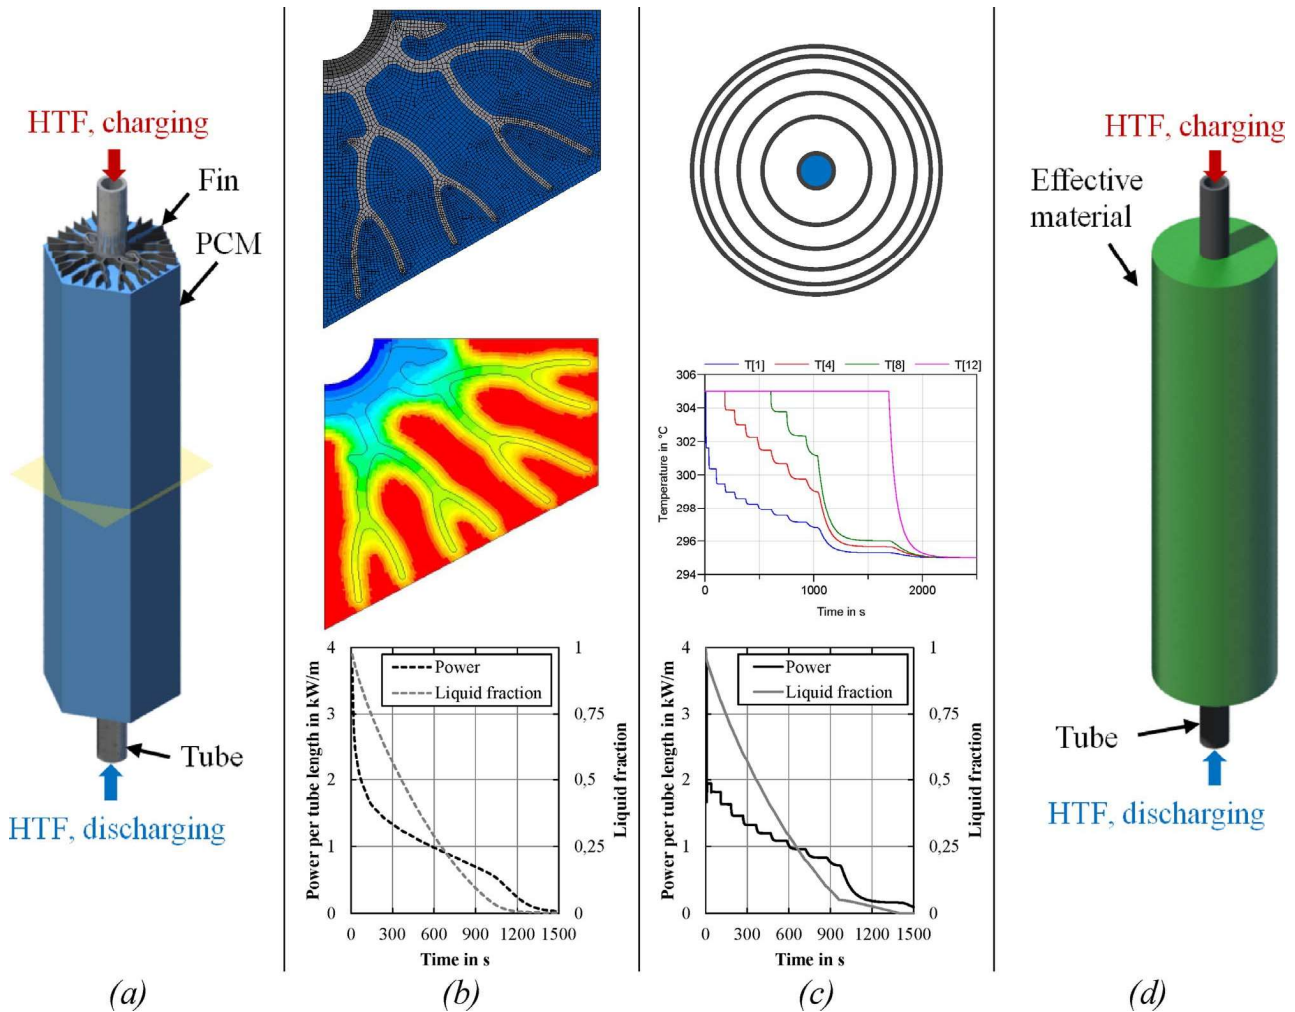 HTF, charging
Fin
PCM
Tube
HTF, discharging
(a)
Power per tube length in kW/m
4
3
2
1
0
Power
Liquid fraction
1
0,75
0,5
0,25
0
Liquid fraction
0 300 600 900 1200 1500
Time in s
(b)
T[1] T[4] T[8] T[12]
Temperature in °C
306
304
302
300
298
296
294
0 1000 2000
Time in s
Power per tube length in kW/m
4
3
2
1
0
Power
Liquid fraction
1
0,75
0,5
0,25
0
Liquid fraction
0 300 600 900 1200 1500
Time in s
(c)
HTF, charging
Effective
material
Tube
HTF, discharging
(d)